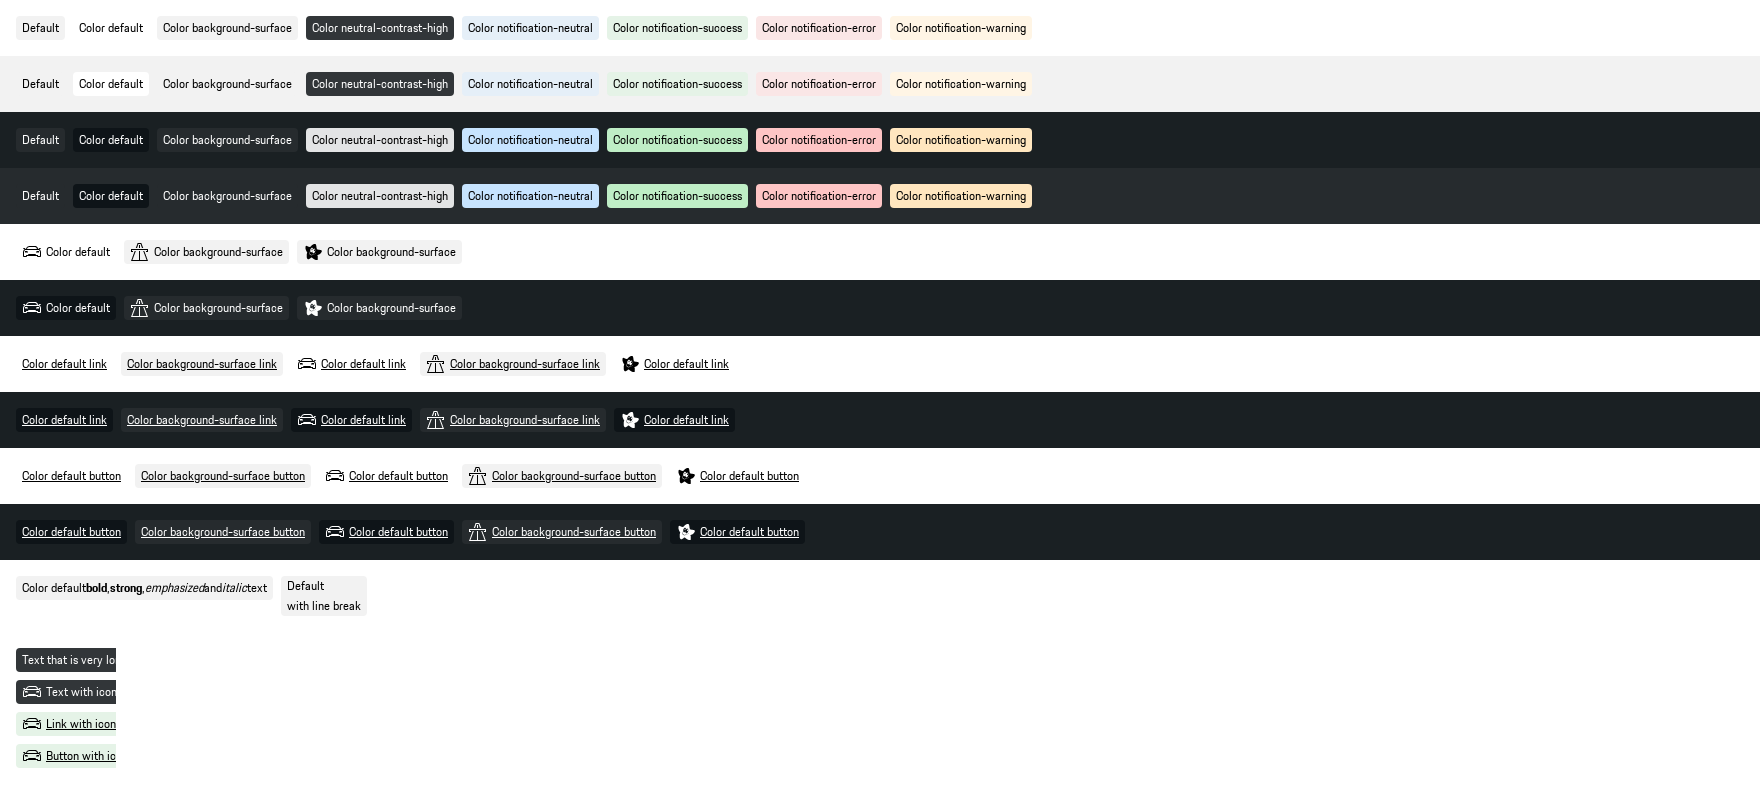 Default Color default Color background-surface Color neutral-contrast-high Color notification-neutral Color notification-success Color notification-error Color notification-warning
Default Color default Color background-surface Color neutral-contrast-high Color notification-neutral Color notification-success Color notification-error Color notification-warning
Default Color default Color background-surface Color neutral-contrast-high Color notification-neutral Color notification-success Color notification-error Color notification-warning
Default Color default Color background-surface Color neutral-contrast-high Color notification-neutral Color notification-success Color notification-error Color notification-warning
Color default Color background-surface Color background-surface
Color default Color background-surface Color background-surface
Color default link Color background-surface link Color default link Color background-surface link Color default link
Color default link Color background-surface link Color default link Color background-surface link Color default link
Color default button Color background-surface button Color default button Color background-surface button Color default button
Color default button Color background-surface button Color default button Color background-surface button Color default button
Color defaultbold,strong,emphasizedanditalictext Default
with line break
Text that is very lo
Text with icon
Link with icon
Button with ic